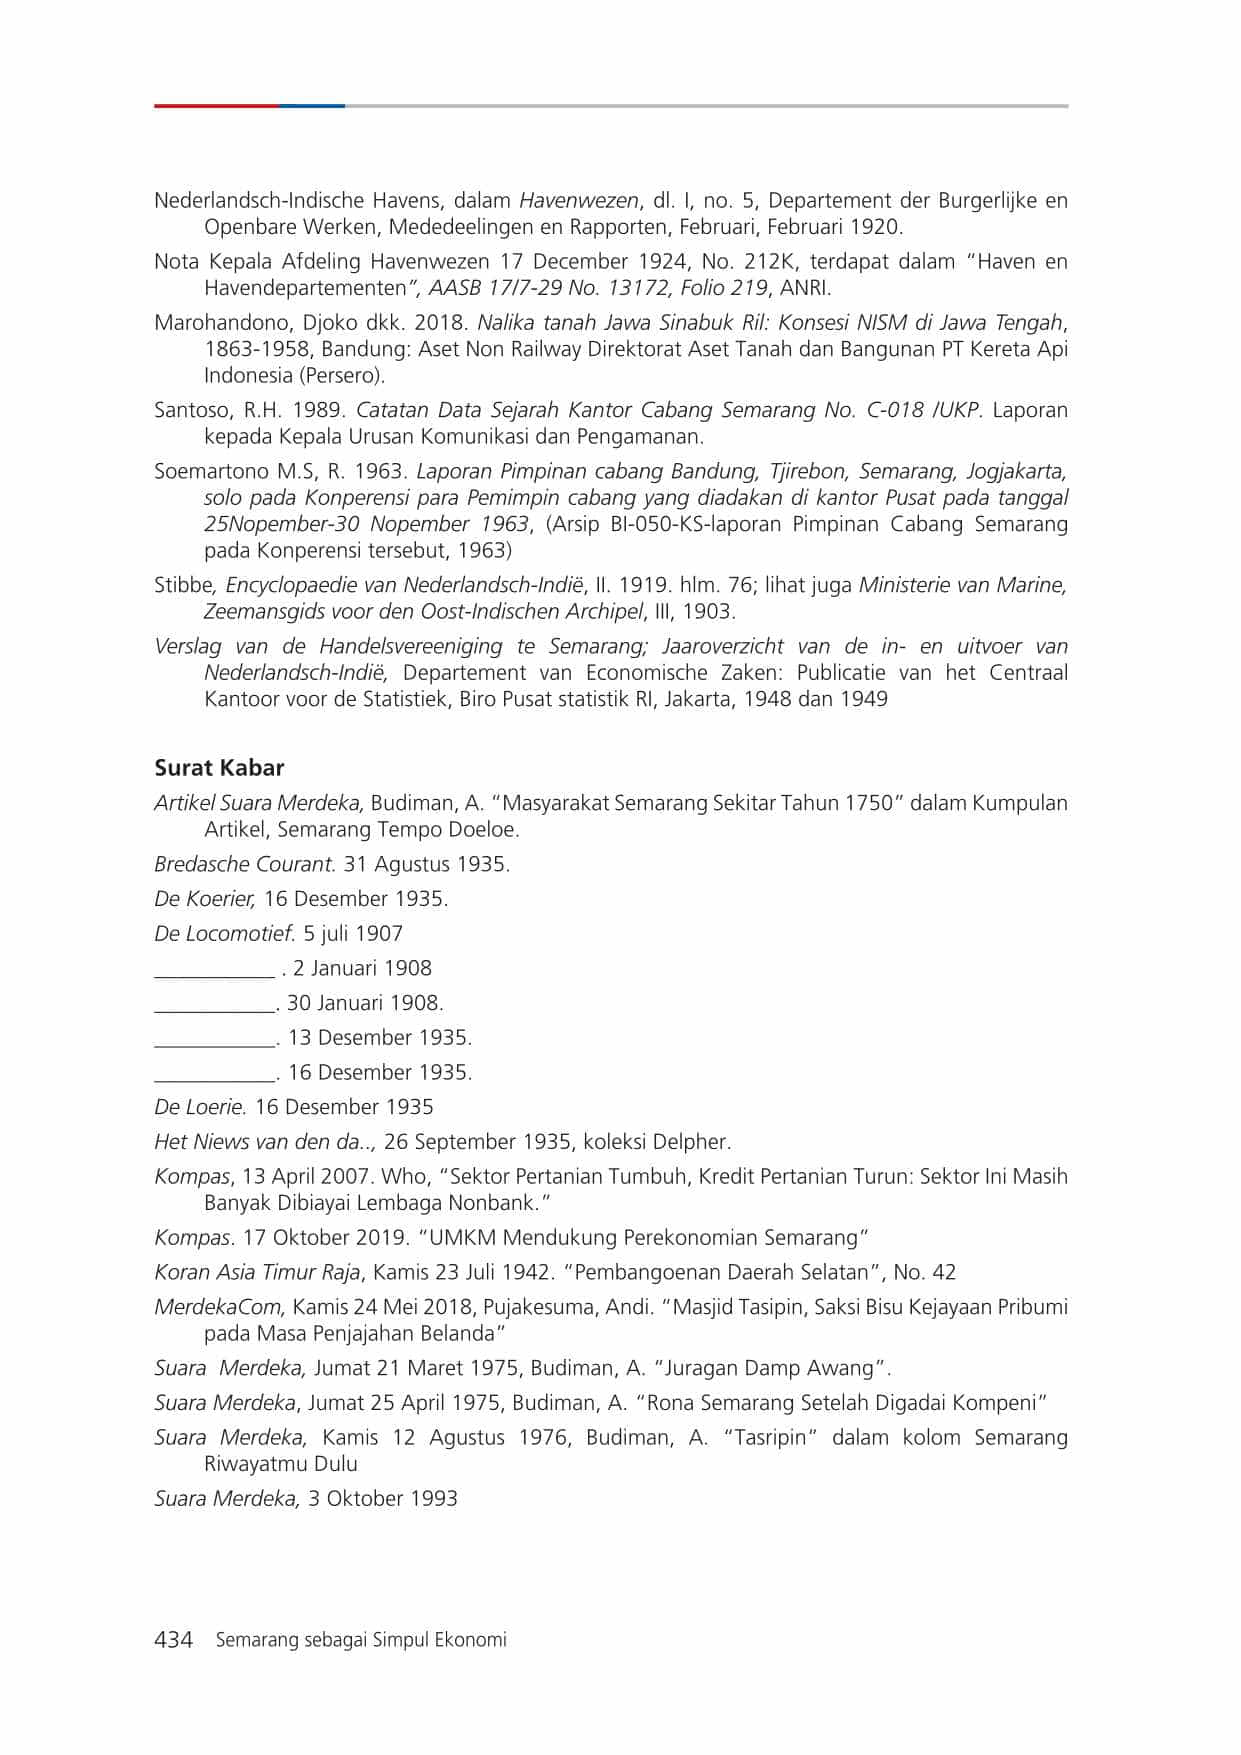 Nederlandsch-Indische Havens, dalam Havenwezen, dl. I, no. 5, Departement der Burgerlijke en
Openbare Werken, Mededeelingen en Rapporten, Februari, Februari 1920.
Nota Kepala Afdeling Havenwezen 17 December 1924, No. 212K, terdapat dalam “Haven en
Havendepartementen”, AASB 17/7-29 No. 13172, Folio 219, ANRI.
Marohandono, Djoko dkk. 2018. Nalika tanah Jawa Sinabuk Ril: Konsesi NISM di Jawa Tengah,
1863-1958, Bandung: Aset Non Railway Direktorat Aset Tanah dan Bangunan PT Kereta Api
Indonesia (Persero).
Santoso, R.H. 1989. Catatan Data Sejarah Kantor Cabang Semarang No. C-018 /UKP. Laporan
kepada Kepala Urusan Komunikasi dan Pengamanan.
Soemartono M.S, R. 1963. Laporan Pimpinan cabang Bandung, Tjirebon, Semarang, Jogjakarta,
solo pada Konperensi para Pemimpin cabang yang diadakan di kantor Pusat pada tanggal
25Nopember-30 Nopember 1963, (Arsip BI-050-KS-laporan Pimpinan Cabang Semarang
pada Konperensi tersebut, 1963)
Stibbe, Encyclopaedie van Nederlandsch-Indië, II. 1919. hlm. 76; lihat juga Ministerie van Marine,
Zeemansgids voor den Oost-Indischen Archipel, III, 1903.
Verslag van de Handelsvereeniging te Semarang; Jaaroverzicht van de in- en uitvoer van
Nederlandsch-Indië, Departement van Economische Zaken: Publicatie van het Centraal
Kantoor voor de Statistiek, Biro Pusat statistik RI, Jakarta, 1948 dan 1949
Surat Kabar
Artikel Suara Merdeka, Budiman, A. “Masyarakat Semarang Sekitar Tahun 1750” dalam Kumpulan
Artikel, Semarang Tempo Doeloe.
Bredasche Courant. 31 Agustus 1935.
De Koerier, 16 Desember 1935.
De Locomotief. 5 juli 1907
___________ . 2 Januari 1908
___________. 30 Januari 1908.
___________. 13 Desember 1935.
___________. 16 Desember 1935.
De Loerie. 16 Desember 1935
Het Niews van den da.., 26 September 1935, koleksi Delpher.
Kompas, 13 April 2007. Who, “Sektor Pertanian Tumbuh, Kredit Pertanian Turun: Sektor Ini Masih
Banyak Dibiayai Lembaga Nonbank.”
Kompas. 17 Oktober 2019. “UMKM Mendukung Perekonomian Semarang”
Koran Asia Timur Raja, Kamis 23 Juli 1942. “Pembangoenan Daerah Selatan”, No. 42
MerdekaCom, Kamis 24 Mei 2018, Pujakesuma, Andi. “Masjid Tasipin, Saksi Bisu Kejayaan Pribumi
pada Masa Penjajahan Belanda”
Suara Merdeka, Jumat 21 Maret 1975, Budiman, A. “Juragan Damp Awang”.
Suara Merdeka, Jumat 25 April 1975, Budiman, A. “Rona Semarang Setelah Digadai Kompeni”
Suara Merdeka, Kamis 12 Agustus 1976, Budiman, A. “Tasripin” dalam kolom Semarang
Riwayatmu Dulu
Suara Merdeka, 3 Oktober 1993
434 Semarang sebagai Simpul Ekonomi